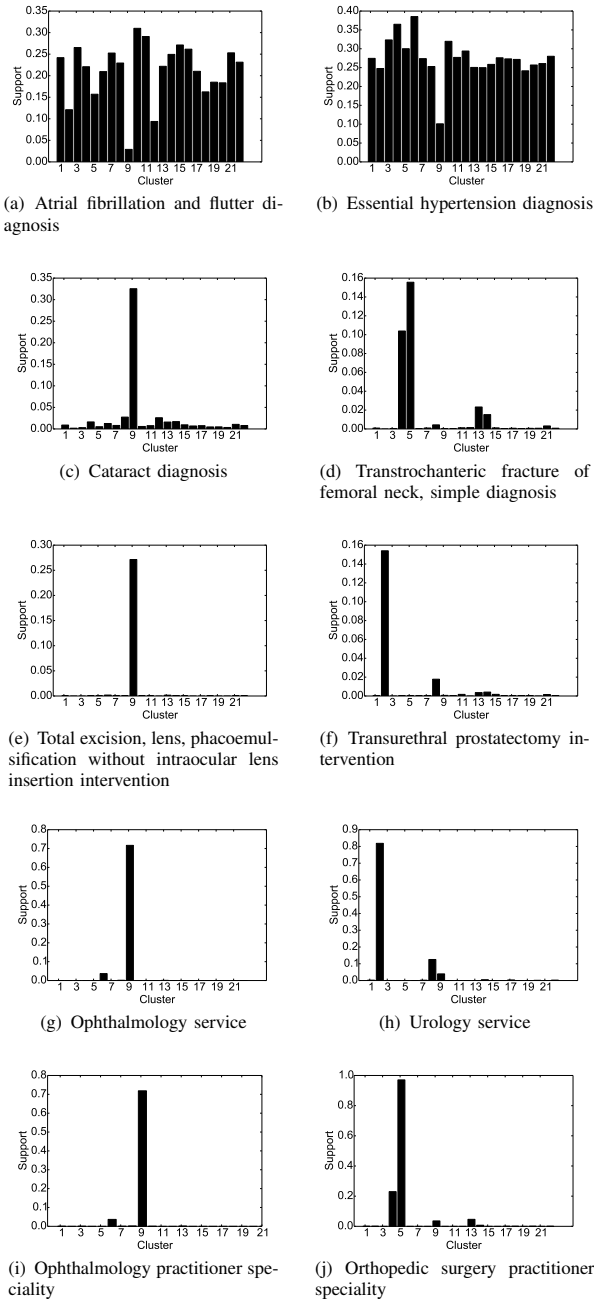 0.35
0.30
0.25
0.20
0.15
0.10
0.05
0.00
Support
1 3 5 7 9 11 13 15 17 19 21
Cluster
(a) Atrial fibrillation and flutter di-
agnosis
0.40
0.35
0.30
0.25
0.20
0.15
0.10
0.05
0.00
Support
1 3 5 7 9 11 13 15 17 19 21
Cluster
(b) Essential hypertension diagnosis
0.35
0.30
0.25
0.20
0.15
0.10
0.05
0.00
Support
1 3 5 7 9 11 13 15 17 19 21
Cluster
(c) Cataract diagnosis
0.16
0.14
0.12
0.10
0.08
0.06
0.04
0.02
0.00
Support
1 3 5 7 9 11 13 15 17 19 21
Cluster
(d) Transtrochanteric fracture of
femoral neck, simple diagnosis
0.30
0.25
0.20
0.15
0.10
0.05
0.00
Support
1 3 5 7 9 11 13 15 17 19 21
Cluster
(e) Total excision, lens, phacoemul-
sification without intraocular lens
insertion intervention
0.16
0.14
0.12
0.10
0.08
0.06
0.04
0.02
0.00
Support
1 3 5 7 9 11 13 15 17 19 21
Cluster
(f) Transurethral prostatectomy in-
tervention
0.8
0.7
0.6
0.5
0.4
0.3
0.2
0.1
0.0
Support
1 3 5 7 9 11 13 15 17 19 21
Cluster
(g) Ophthalmology service
0.9
0.8
0.7
0.6
0.5
0.4
0.3
0.2
0.1
0.0
Support
1 3 5 7 9 11 13 15 17 19 21
Cluster
(h) Urology service
0.8
0.7
0.6
0.5
0.4
0.3
0.2
0.1
0.0
Support
1 3 5 7 9 11 13 15 17 19 21
Cluster
(i) Ophthalmology practitioner spe-
ciality
1.0
0.8
0.6
0.4
0.2
0.0
Support
1 3 5 7 9 11 13 15 17 19 21
Cluster
(j) Orthopedic surgery practitioner
speciality